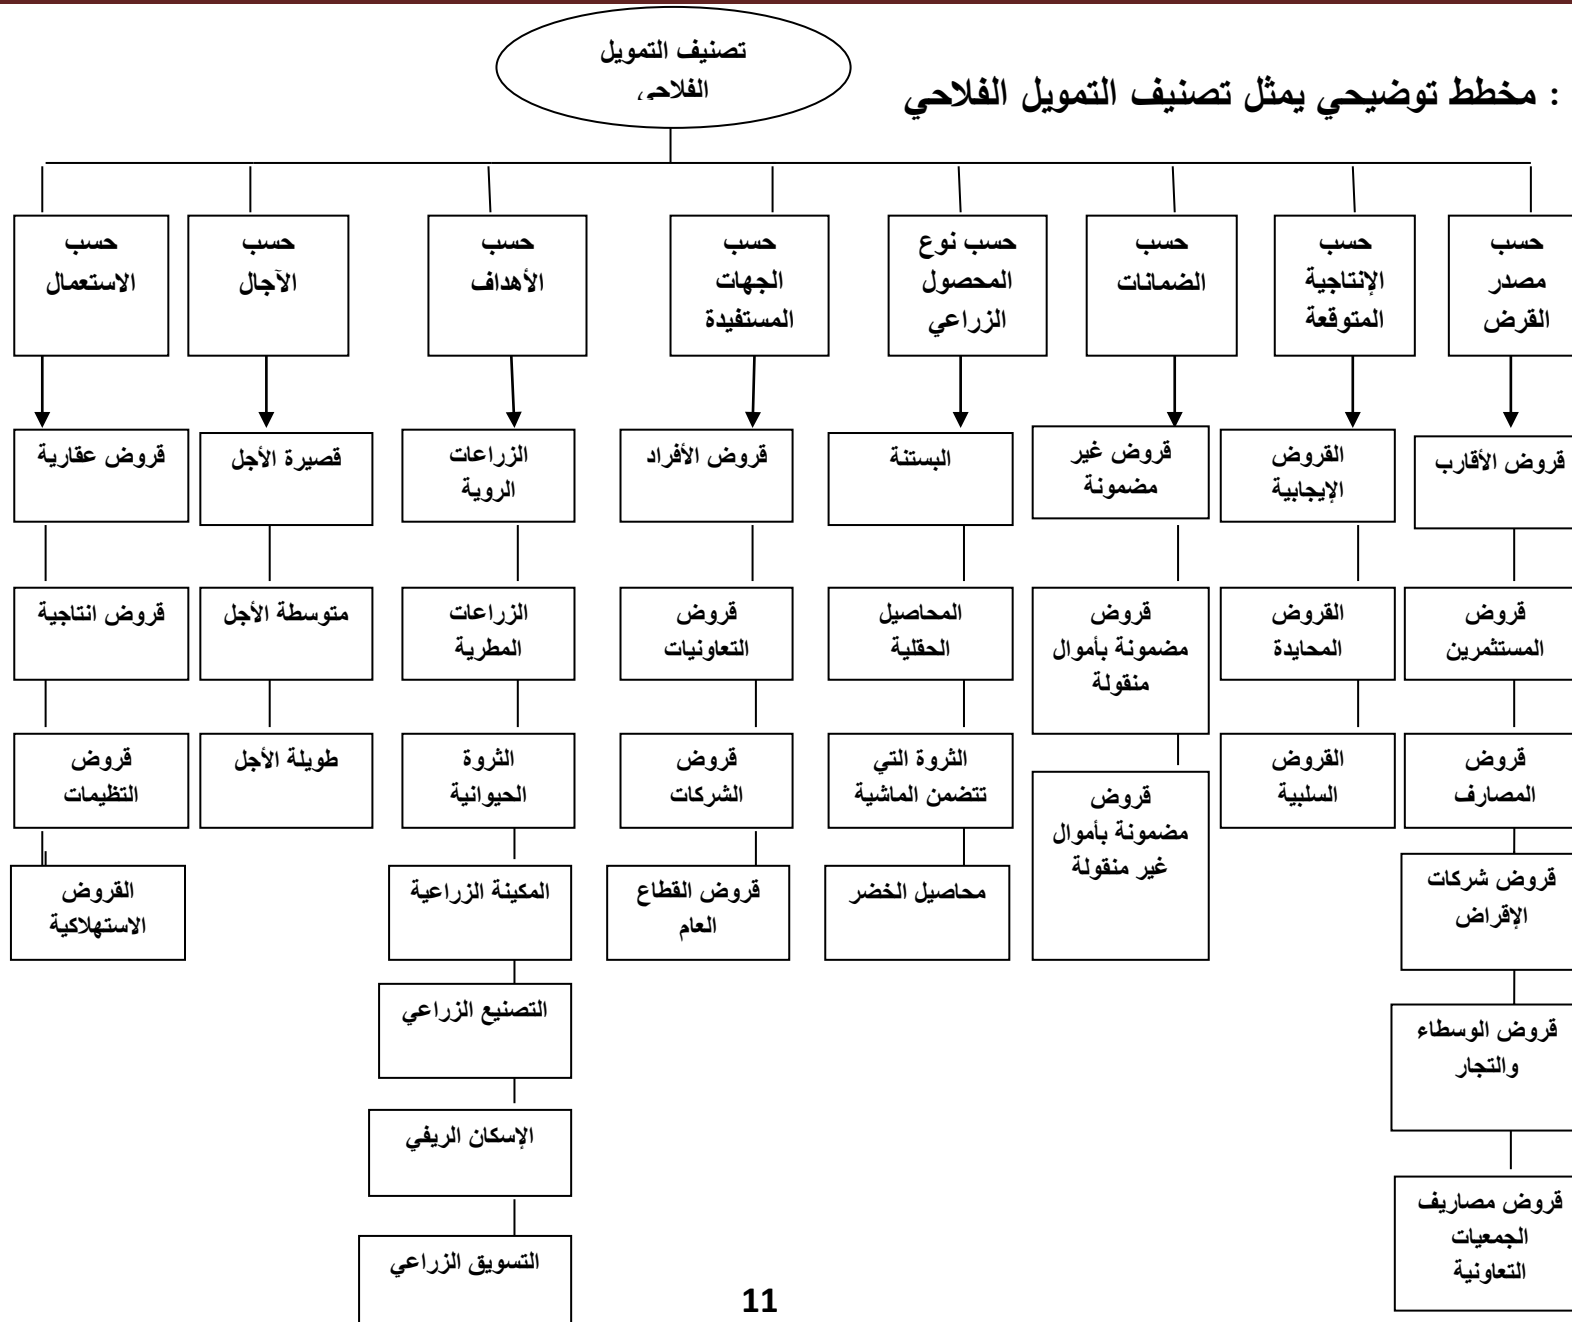 تصنيف التمويل
الفلاحي
: مخطط توضيحي يمثل تصنيف التمويل الفلاحي
حسب
مصدر
القرض
حسب
الإنتاجية
المتوقعة
حسب
الضمانات
حسب نوع
المحصول
الزراعي
حسب
الجهات
المستفيدة
حسب
الأهداف
حسب
الآجال
حسب
الاستعمال
قروض الأقارب
القروض
الإيجابية
قروض غير
مضمونة
البستنة
قروض الأفراد
الزراعات
الروية
قصيرة الأجل
قروض عقارية
قروض
المستثمرين
القروض
المحايدة
قروض
مضمونة بأموال
منقولة
المحاصيل
الحقلية
قروض
التعاونيات
الزراعات
المطرية
متوسطة الأجل
قروض انتاجية
قروض
المصارف
القروض
السلبية
قروض
مضمونة بأموال
غير منقولة
الثروة التي
تتضمن الماشية
قروض
الشركات
الثروة
الحيوانية
طويلة الأجل
قروض
التظيمات
قروض شركات
الإقراض
محاصيل الخضر
قروض القطاع
العام
المكينة الزراعية
القروض
الاستهلاكية
قروض الوسطاء
والتجار
التصنيع الزراعي
الإسكان الريفي
قروض مصاريف
الجمعيات
التعاونية
التسويق الزراعي
11